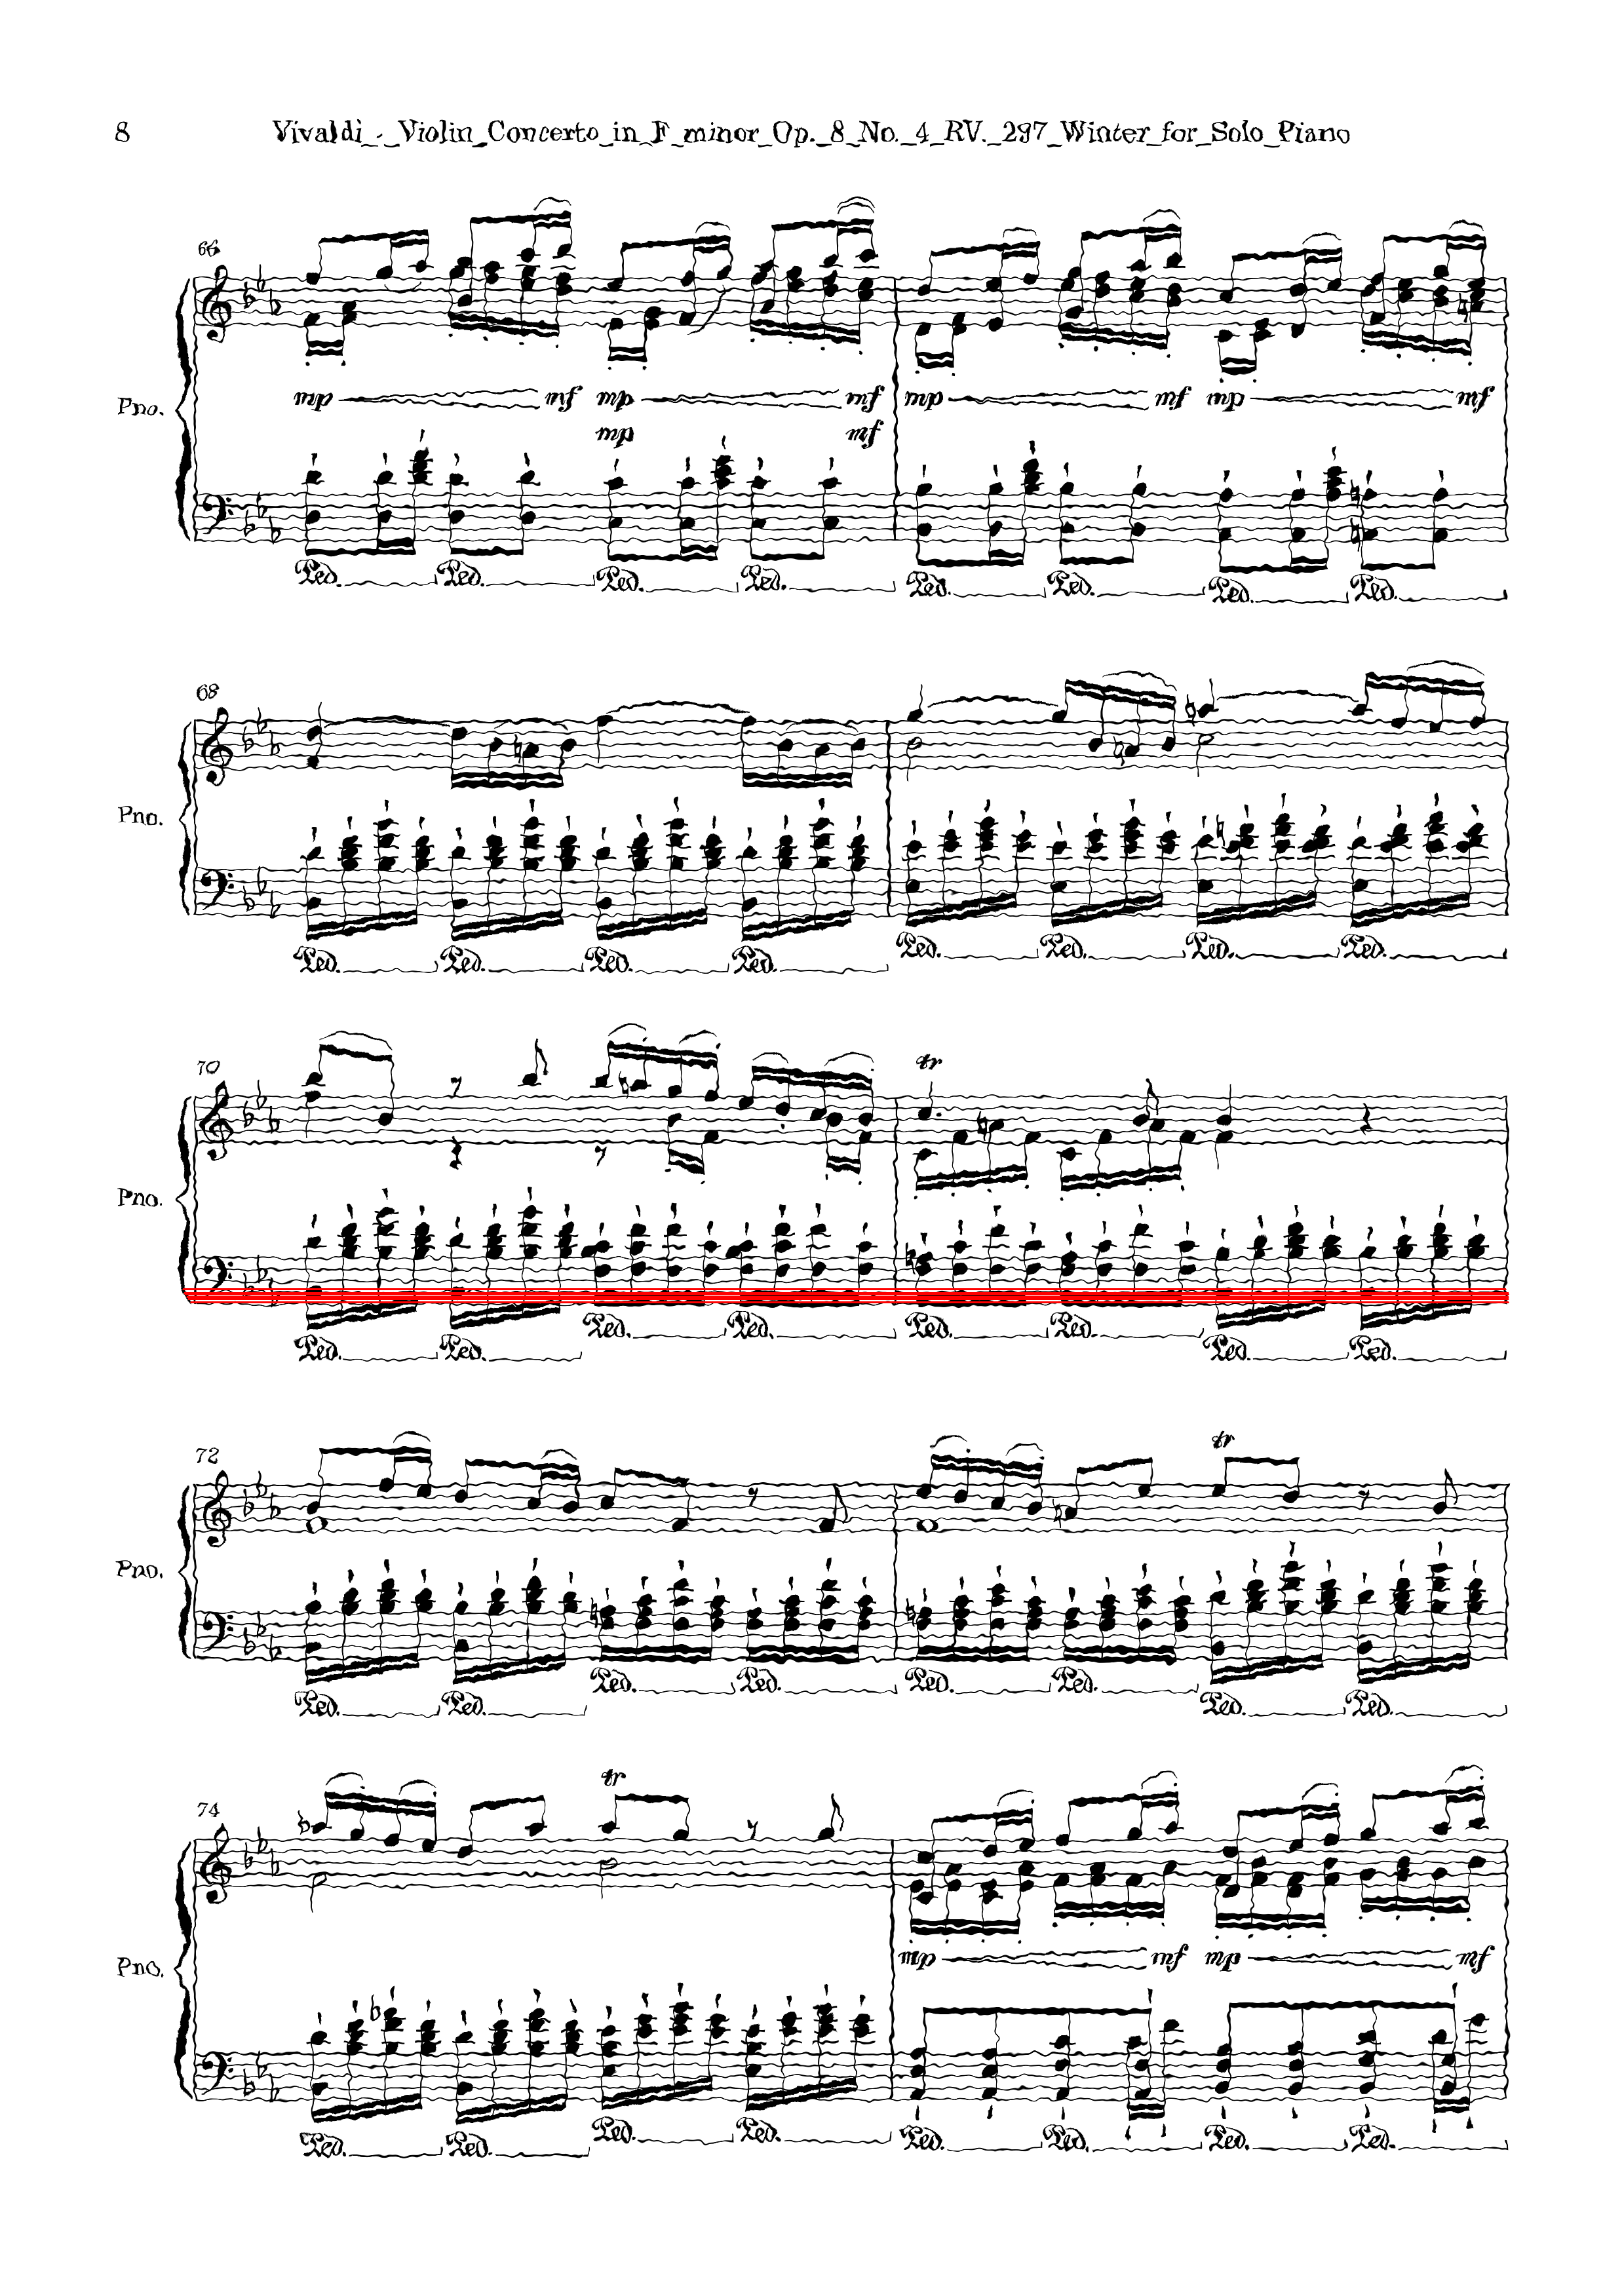 8 Vivaldi_-_Violin_Concerto_in_F_minor_Op._8_No._4_RV._297_Winter_for_Solo_Piano
66
mp mf mp mf mp mf mp mf
Pno.
mp mf
Ped. Ped. Ped. Ped. Ped. Ped. Ped. Ped.
68
Pno.
Ped. Ped. Ped. Ped. Ped. Ped. Ped. Ped.
70 tr
Pno.
Ped. Ped. Ped. Ped. Ped. Ped. Ped. Ped.
72 tr
Pno.
Ped. Ped. Ped. Ped. Ped. Ped. Ped. Ped.
74 tr
mp mf mp mf
Pno.
Ped. Ped. Ped. Ped. Ped. Ped. Ped. Ped.